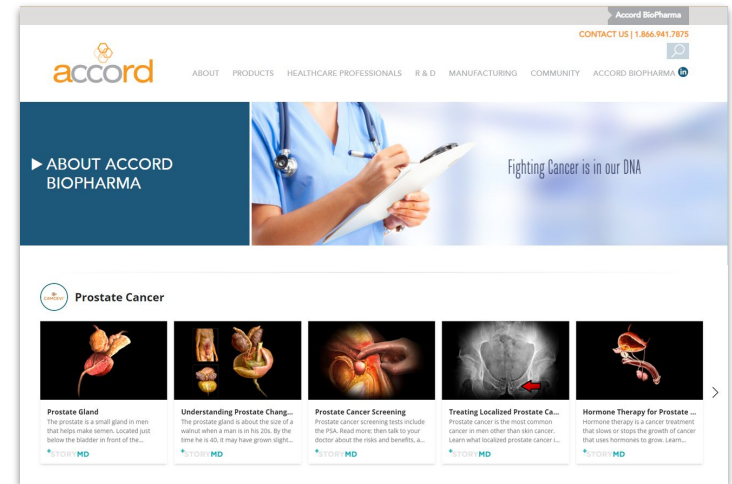 Accord BioPharma
CONTACT US | 1.866.941.7875
accord
ABOUT PRODUCTS HEALTHCARE PROFESSIONALS R & D MANUFACTURING COMMUNITY ACCORD BIOPHARMA in
ABOUT ACCORD
BIOPHARMA
Fighting Cancer is in our DNA
Prostate Cancer
Prostate Gland
The prostate is a small gland in men
that helps make semen. Located just
below the bladder in front of the...
STORYMD
Understanding Prostate Chang...
The prostate gland is about the size of a
walnut when a man is in his 20s. By the
time he is 40, it may have grown slight...
STORYMD
Prostate Cancer Screening
Prostate cancer screening tests include
the PSA. Read more; then talk to your
doctor about the risks and benefits, a...
STORYMD
Treating Localized Prostate Ca...
Prostate cancer is the most common
cancer in men other than skin cancer.
Learn what localized prostate cancer i...
STORYMD
Hormone Therapy for Prostate ...
Hormone therapy is a cancer treatment
that slows or stops the growth of cancer
that uses hormones to grow. Learn...
STORYMD